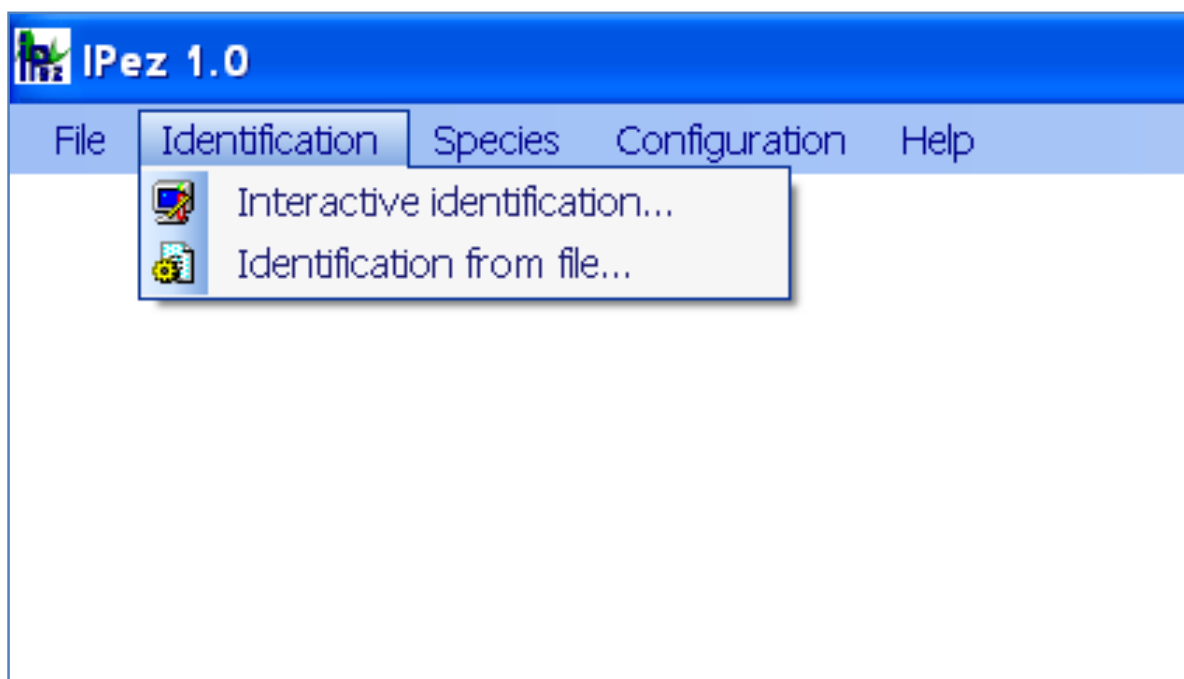 IPez 1.0
File Identification Species Configuration Help
Interactive identification...
Identification from file...